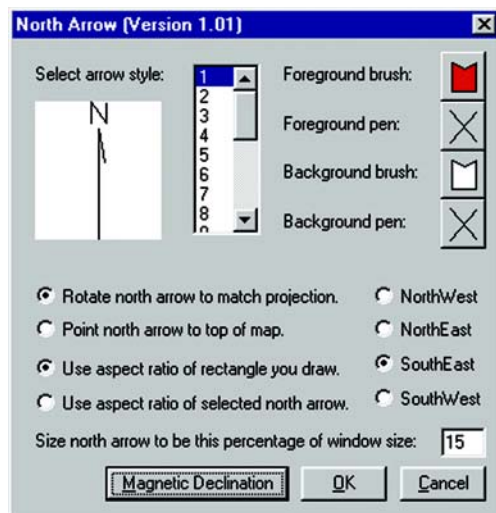 North Arrow (Version 1.01)
Select arrow style:
N
1
2
3
4
5
6
7
8
Foreground brush:
Foreground pen:
Background brush:
Background pen:
Rotate north arrow to match projection.
Point north arrow to top of map.
Use aspect ratio of rectangle you draw.
Use aspect ratio of selected north arrow.
NorthWest
NorthEast
SouthEast
SouthWest
Size north arrow to be this percentage of window size: 15
Magnetic Declination OK Cancel